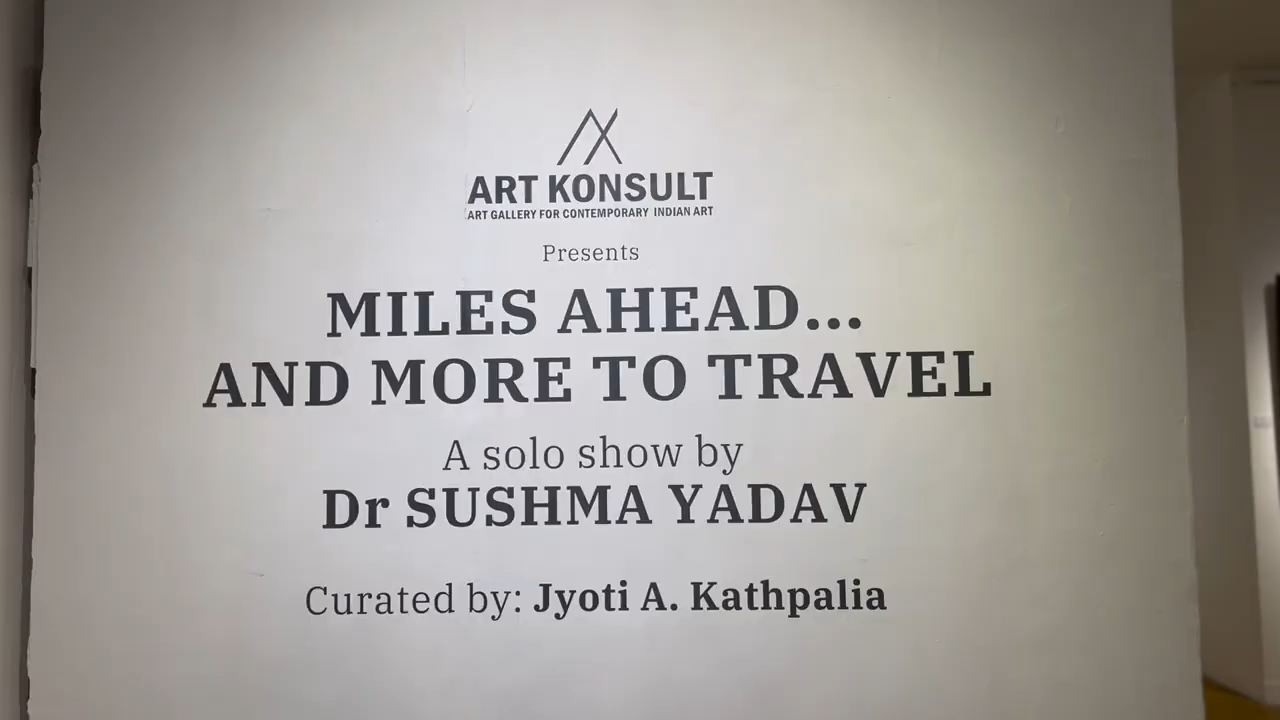 ART KONSULT
ART GALLERY FOR CONTEMPORARY INDIAN ART
Presents
MILES AHEAD...
AND MORE TO TRAVEL
A solo show by
Dr SUSHMA YADAV
Curated by: Jyoti A. Kathpalia